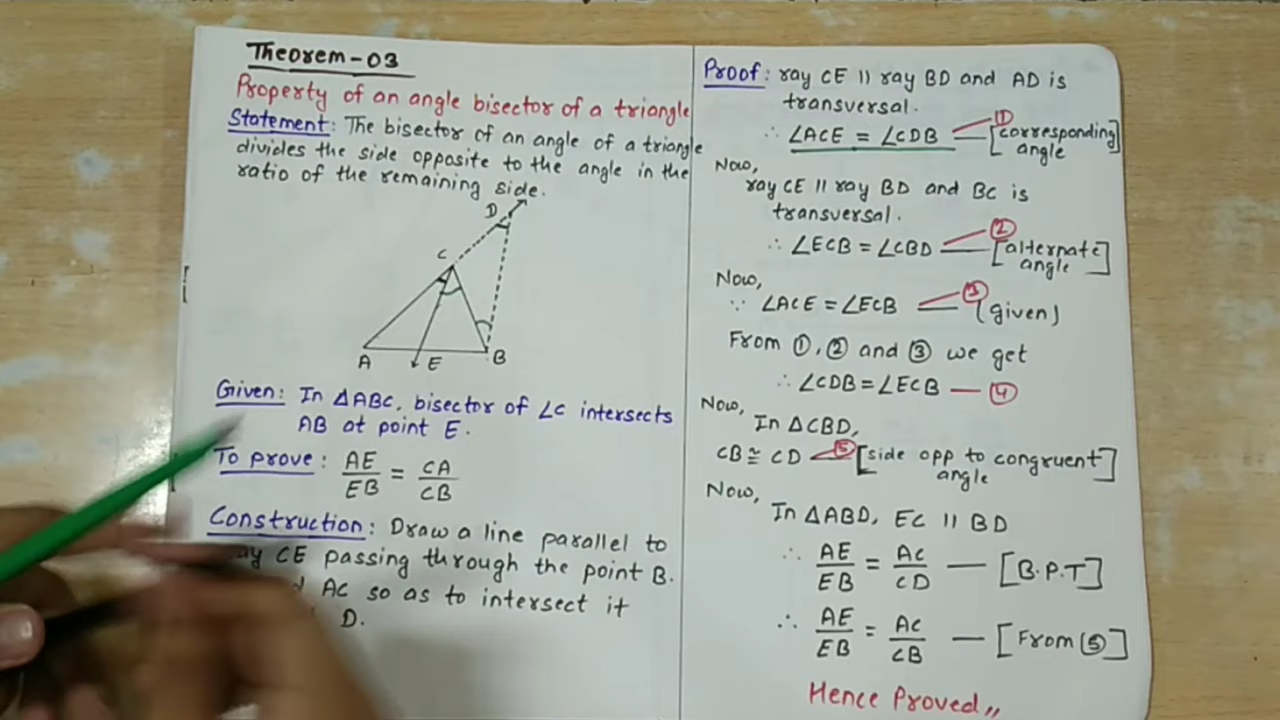 Theorem-03
Property of an angle bisector of a triangle
Statement: The bisector of an angle of a triangle
divides the side opposite to the angle in the
ratio of the remaining side.
D
C
A
E
B
Given: In △ABC, bisector of ∠C intersects
AB at point E.
To prove: AE/EB = CA/CB
Construction: Draw a line parallel to
CE passing through the point B.
AC so as to intersect it
D.
Proof: ray CE || ray BD and AD is
transversal.
∴ ∠ACE = ∠CDB — ① [corresponding
angle]
Now,
ray CE || ray BD and BC is
transversal.
∴ ∠ECB = ∠CBD — ② [alternate
angle]
Now,
∵ ∠ACE = ∠ECB — ③ (given)
From ①, ② and ③ we get
∴ ∠CDB = ∠ECB — ④
Now,
In △CBD,
CB ≅ CD — ⑤ [side opp to congruent
angle]
Now,
In △ABD, EC || BD
∴ AE/EB = AC/CD — [B.P.T]
∴ AE/EB = AC/CB — [From ⑤]
Hence Proved,,